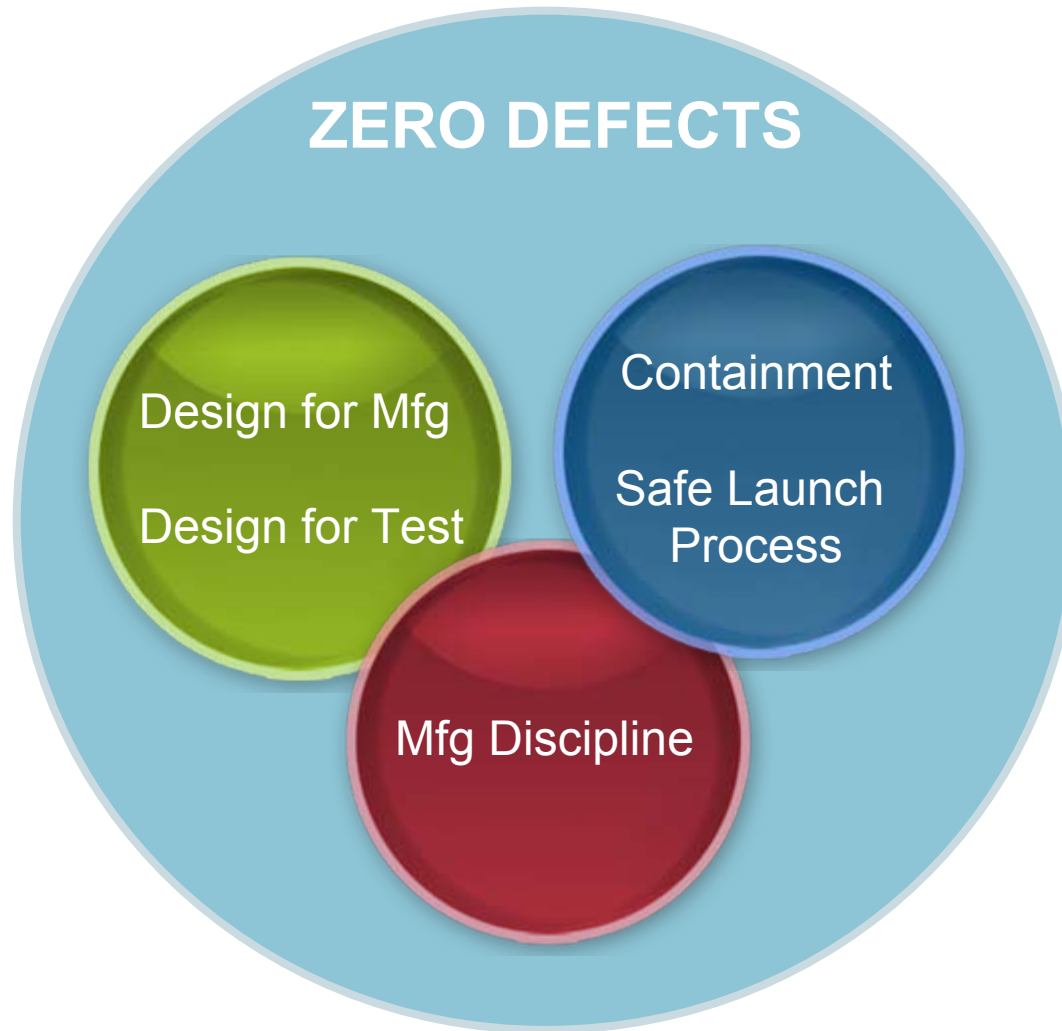 ZERO DEFECTS
Design for Mfg
Design for Test
Containment
Safe Launch
Process
Mfg Discipline